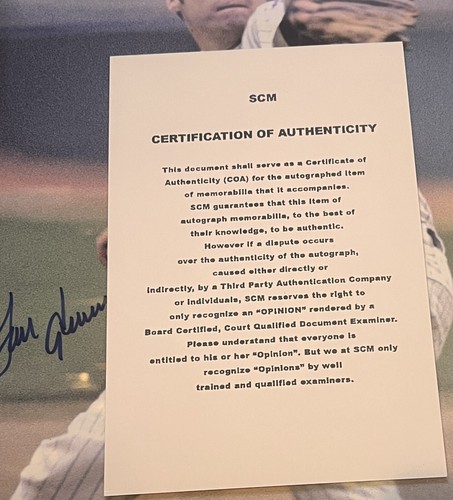 SCM
CERTIFICATION OF AUTHENTICITY
This document shell serve as a Certificate of
Authenticity (COA) for the autographed item
of memorabilia that it accompanies.
SCM guarantees that this item of
autograph memorabilia, to the best of
their knowledge, to be authentic.
However if a dispute occurs
over the authenticity of the autograph,
caused either directly or
indirectly, by a Third Party Authentication Company
or individuals, SCM reserves the right to
only recognize an “OPINION” rendered by a
Board Certified, Court Qualified Document Examiner.
Please understand that everyone is
entitled to his or her “Opinion”. But we at SCM only
recognize “Opinions” by well
trained and qualified examiners.